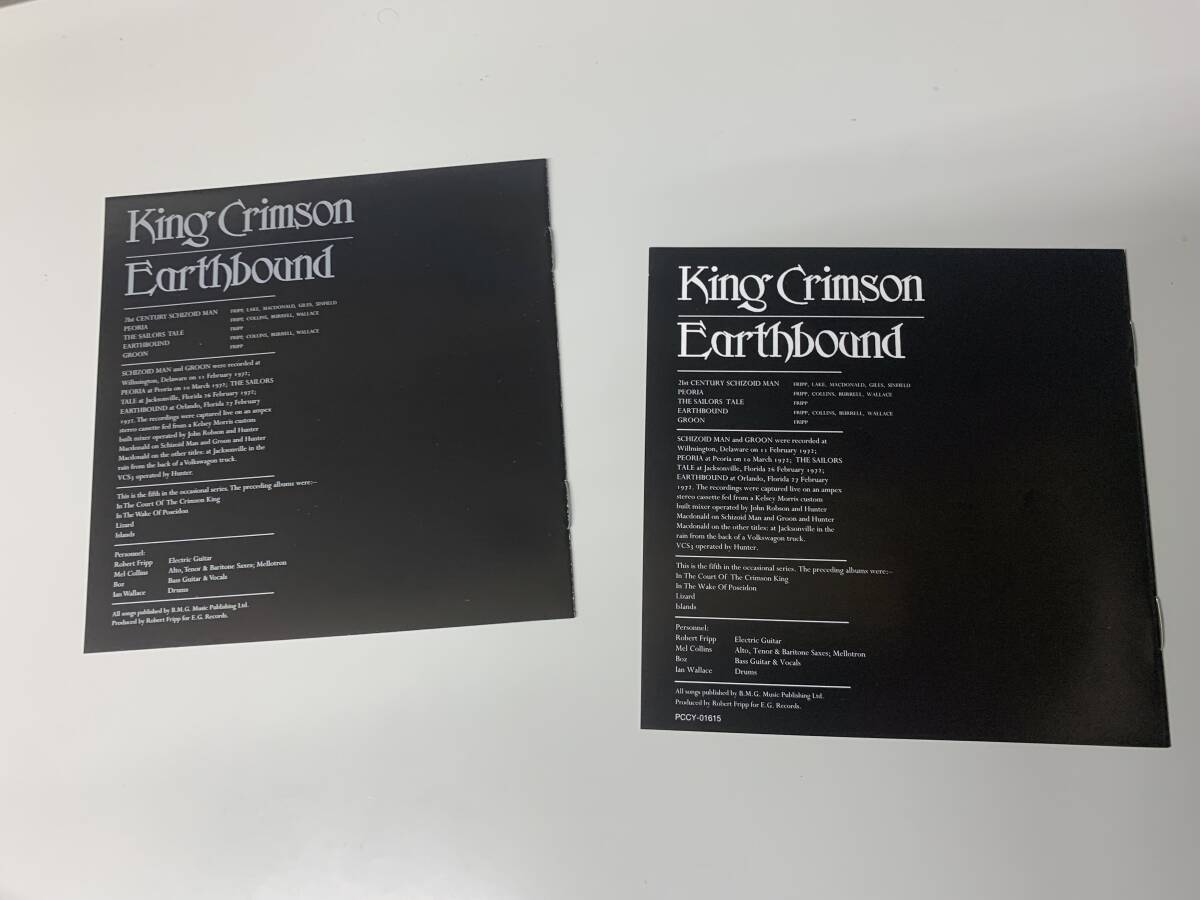 King Crimson
Earthbound
21st CENTURY SCHIZOID MAN FRIPP, LAKE, MACDONALD, GILES, SINFIELD
PEORIA FRIPP, COLLINS, BURRELL, WALLACE
THE SAILORS TALE FRIPP
EARTHBOUND FRIPP, COLLINS, BURRELL, WALLACE
GROON FRIPP
SCHIZOID MAN and GROON were recorded at
Willmington, Delaware on 11 February 1972;
PEORIA at Peoria on 10 March 1972; THE SAILORS
TALE at Jacksonville, Florida 26 February 1972;
EARTHBOUND at Orlando, Florida 27 February
1972. The recordings were captured live on an ampex
stereo cassette fed from a Kelsey Morris custom
built mixer operated by John Robson and Hunter
Macdonald on Schizoid Man and Groon and Hunter
Macdonald on the other titles: at Jacksonville in the
rain from the back of a Volkswagon truck.
VCS3 operated by Hunter.
This is the fifth in the occasional series. The preceding albums were:–
In The Court Of The Crimson King
In The Wake Of Poseidon
Lizard
Islands
Personnel:
Robert Fripp Electric Guitar
Mel Collins Alto, Tenor & Baritone Saxes; Mellotron
Boz Bass Guitar & Vocals
Ian Wallace Drums
All songs published by B.M.G. Music Publishing Ltd.
Produced by Robert Fripp for E.G. Records.
King Crimson
Earthbound
21st CENTURY SCHIZOID MAN FRIPP, LAKE, MACDONALD, GILES, SINFIELD
PEORIA FRIPP, COLLINS, BURRELL, WALLACE
THE SAILORS TALE FRIPP
EARTHBOUND FRIPP, COLLINS, BURRELL, WALLACE
GROON FRIPP
SCHIZOID MAN and GROON were recorded at
Willmington, Delaware on 11 February 1972;
PEORIA at Peoria on 10 March 1972; THE SAILORS
TALE at Jacksonville, Florida 26 February 1972;
EARTHBOUND at Orlando, Florida 27 February
1972. The recordings were captured live on an ampex
stereo cassette fed from a Kelsey Morris custom
built mixer operated by John Robson and Hunter
Macdonald on Schizoid Man and Groon and Hunter
Macdonald on the other titles: at Jacksonville in the
rain from the back of a Volkswagon truck.
VCS3 operated by Hunter.
This is the fifth in the occasional series. The preceding albums were:–
In The Court Of The Crimson King
In The Wake Of Poseidon
Lizard
Islands
Personnel:
Robert Fripp Electric Guitar
Mel Collins Alto, Tenor & Baritone Saxes; Mellotron
Boz Bass Guitar & Vocals
Ian Wallace Drums
All songs published by B.M.G. Music Publishing Ltd.
Produced by Robert Fripp for E.G. Records.
PCCY-01615